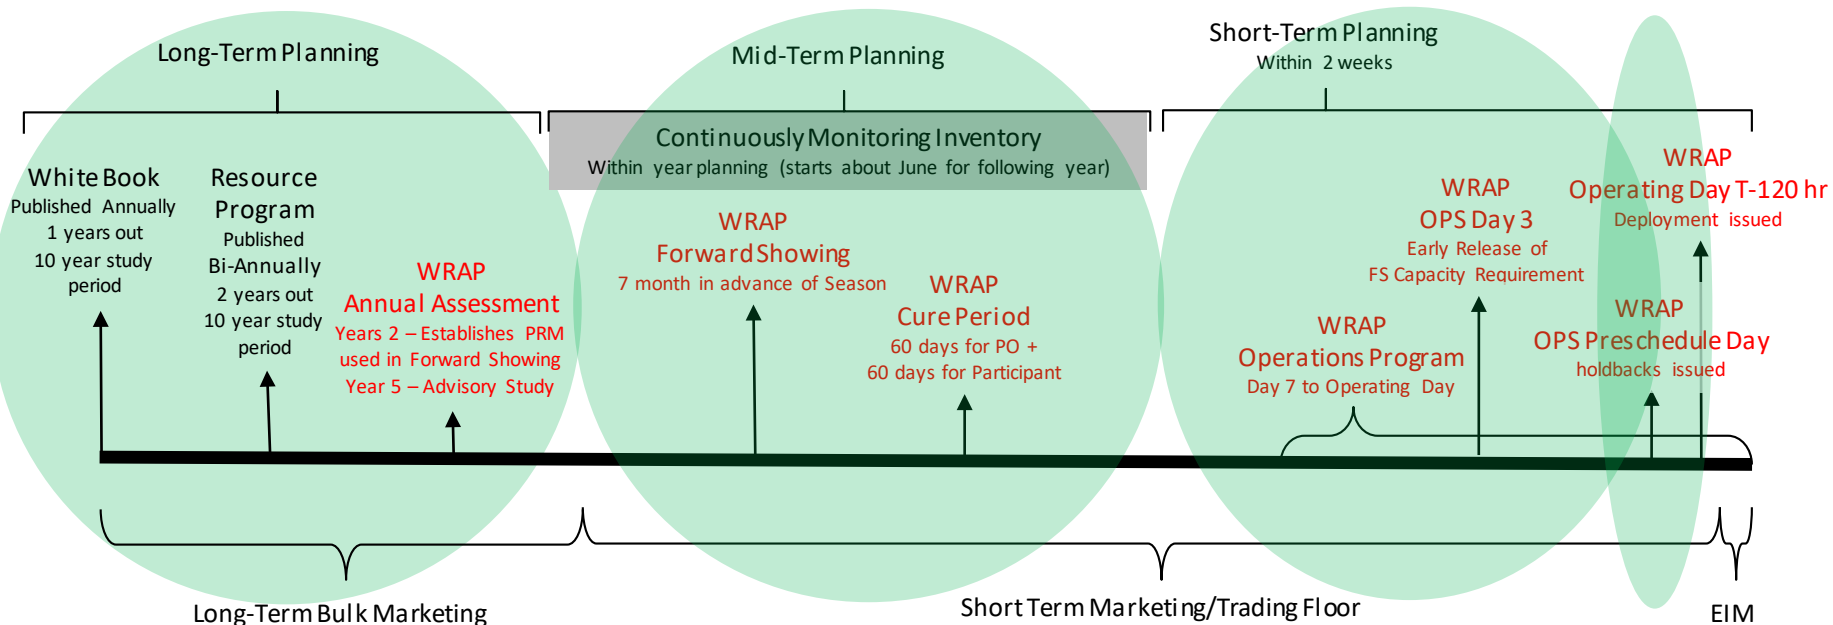 Long-Term Planning
Mid-Term Planning
Short-Term Planning
Within 2 weeks
Continuously Monitoring Inventory
Within year planning (starts about June for following year)
White Book
Published Annually
1 years out
10 year study
period
Resource
Program
Published
Bi-Annually
2 years out
10 year study
period
WRAP
Annual Assessment
Years 2 – Establishes PRM
used in Forward Showing
Year 5 – Advisory Study
WRAP
Forward Showing
7 month in advance of Season
WRAP
Cure Period
60 days for PO +
60 days for Participant
WRAP
Operations Program
Day 7 to Operating Day
WRAP
OPS Day 3
Early Release of
FS Capacity Requirement
WRAP
Operating Day T-120 hr
Deployment issued
WRAP
OPS Preschedule Day
holdbacks issued
Long-Term Bulk Marketing
Short Term Marketing/Trading Floor
EIM